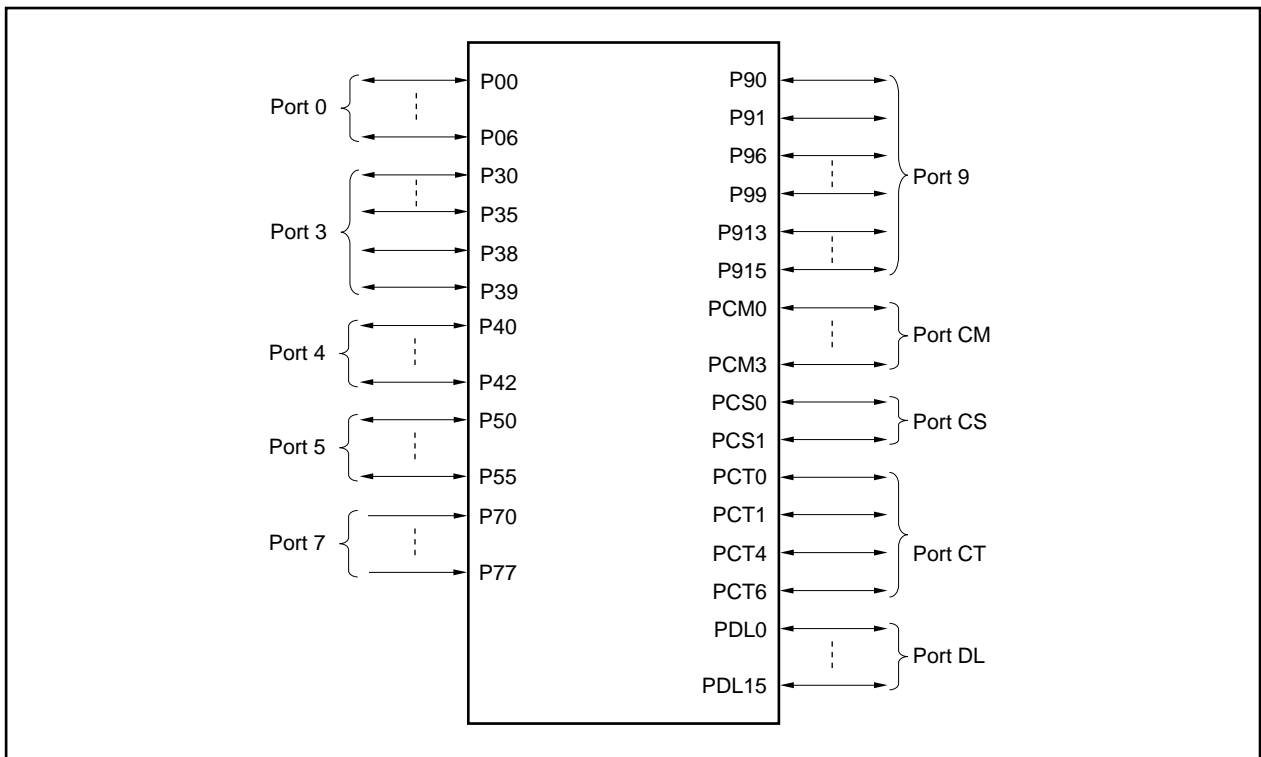 Port 0
P00
P06
Port 3
P30
P35
P38
P39
Port 4
P40
P42
Port 5
P50
P55
Port 7
P70
P77
P90
P91
P96
P99
P913
P915
Port 9
PCM0
PCM3
Port CM
PCS0
PCS1
Port CS
PCT0
PCT1
PCT4
PCT6
Port CT
PDL0
PDL15
Port DL